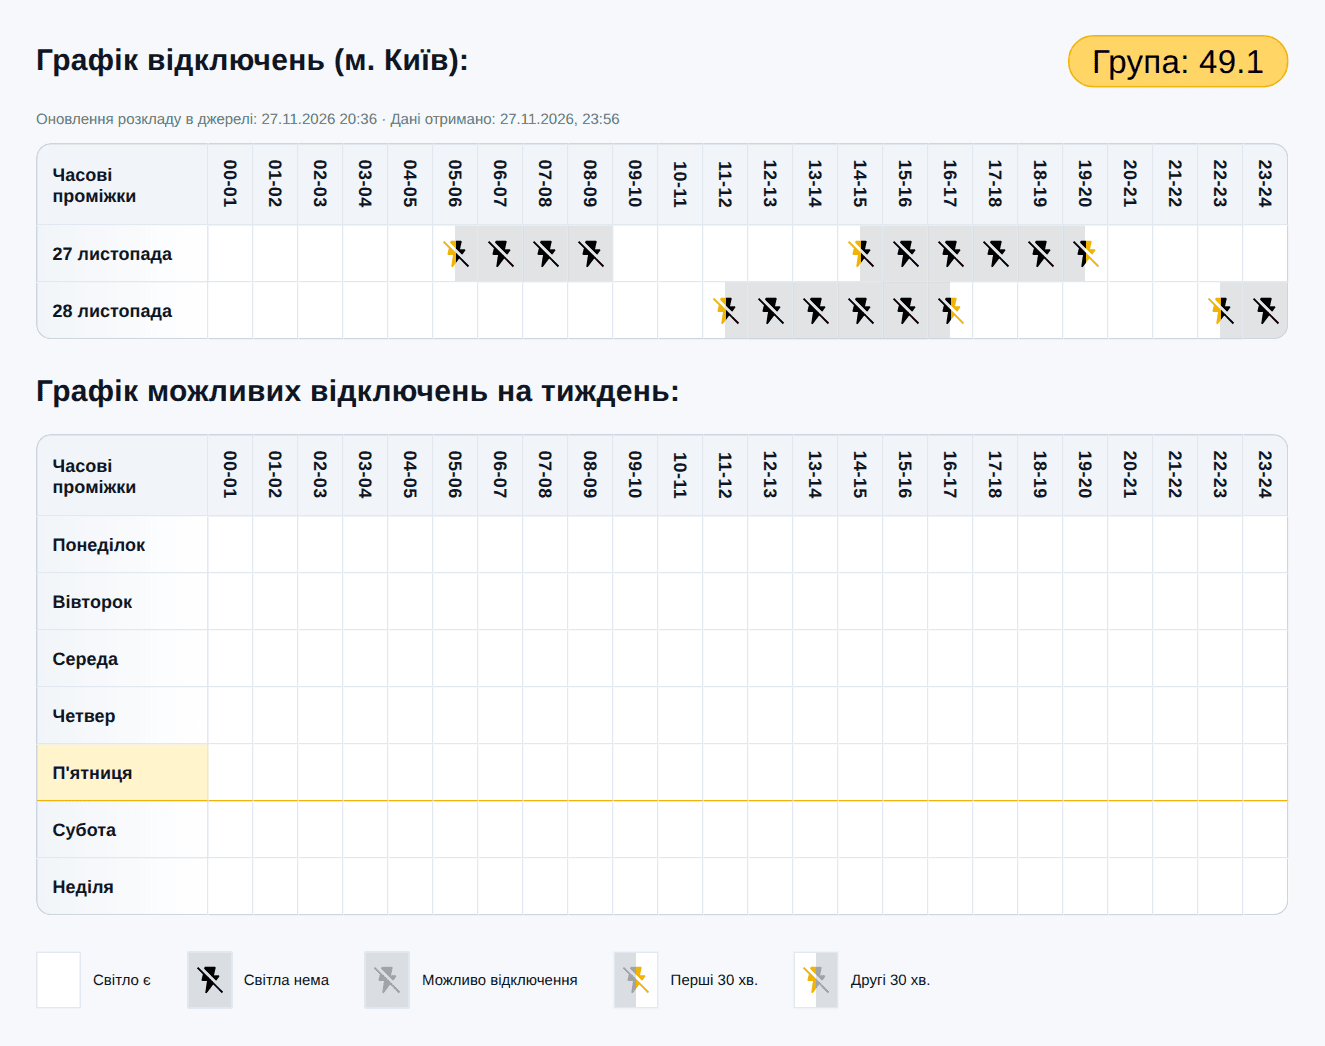 Графік відключень (м. Київ):
Група: 49.1
Оновлення розкладу в джерелі: 27.11.2026 20:36 · Дані отримано: 27.11.2026, 23:56
Часові
проміжки
00-01 01-02 02-03 03-04 04-05 05-06 06-07 07-08 08-09 09-10 10-11 11-12 12-13 13-14 14-15 15-16 16-17 17-18 18-19 19-20 20-21 21-22 22-23 23-24
27 листопада
28 листопада
Графік можливих відключень на тиждень:
Часові
проміжки
00-01 01-02 02-03 03-04 04-05 05-06 06-07 07-08 08-09 09-10 10-11 11-12 12-13 13-14 14-15 15-16 16-17 17-18 18-19 19-20 20-21 21-22 22-23 23-24
Понеділок
Вівторок
Середа
Четвер
П'ятниця
Субота
Неділя
Світло є
Світла нема
Можливо відключення
Перші 30 хв.
Другі 30 хв.